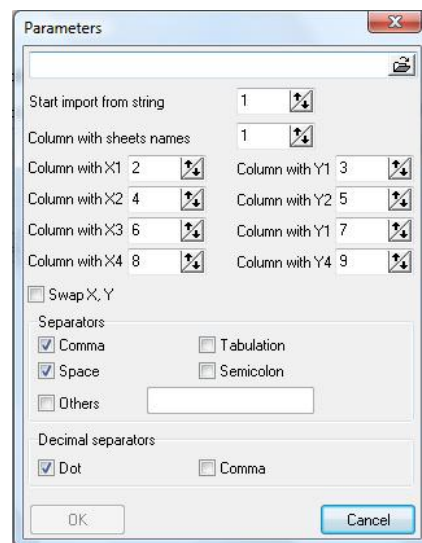 Parameters
Start import from string 1
Column with sheets names 1
Column with X1 2 Column with Y1 3
Column with X2 4 Column with Y2 5
Column with X3 6 Column with Y1 7
Column with X4 8 Column with Y4 9
Swap X, Y
Separators
Comma Tabulation
Space Semicolon
Others
Decimal separators
Dot Comma
OK Cancel